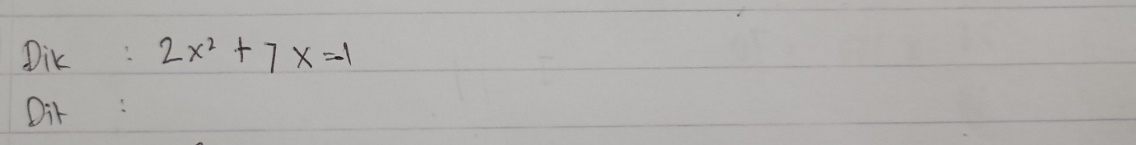 Dik : 2x² + 7x=1
Dit :